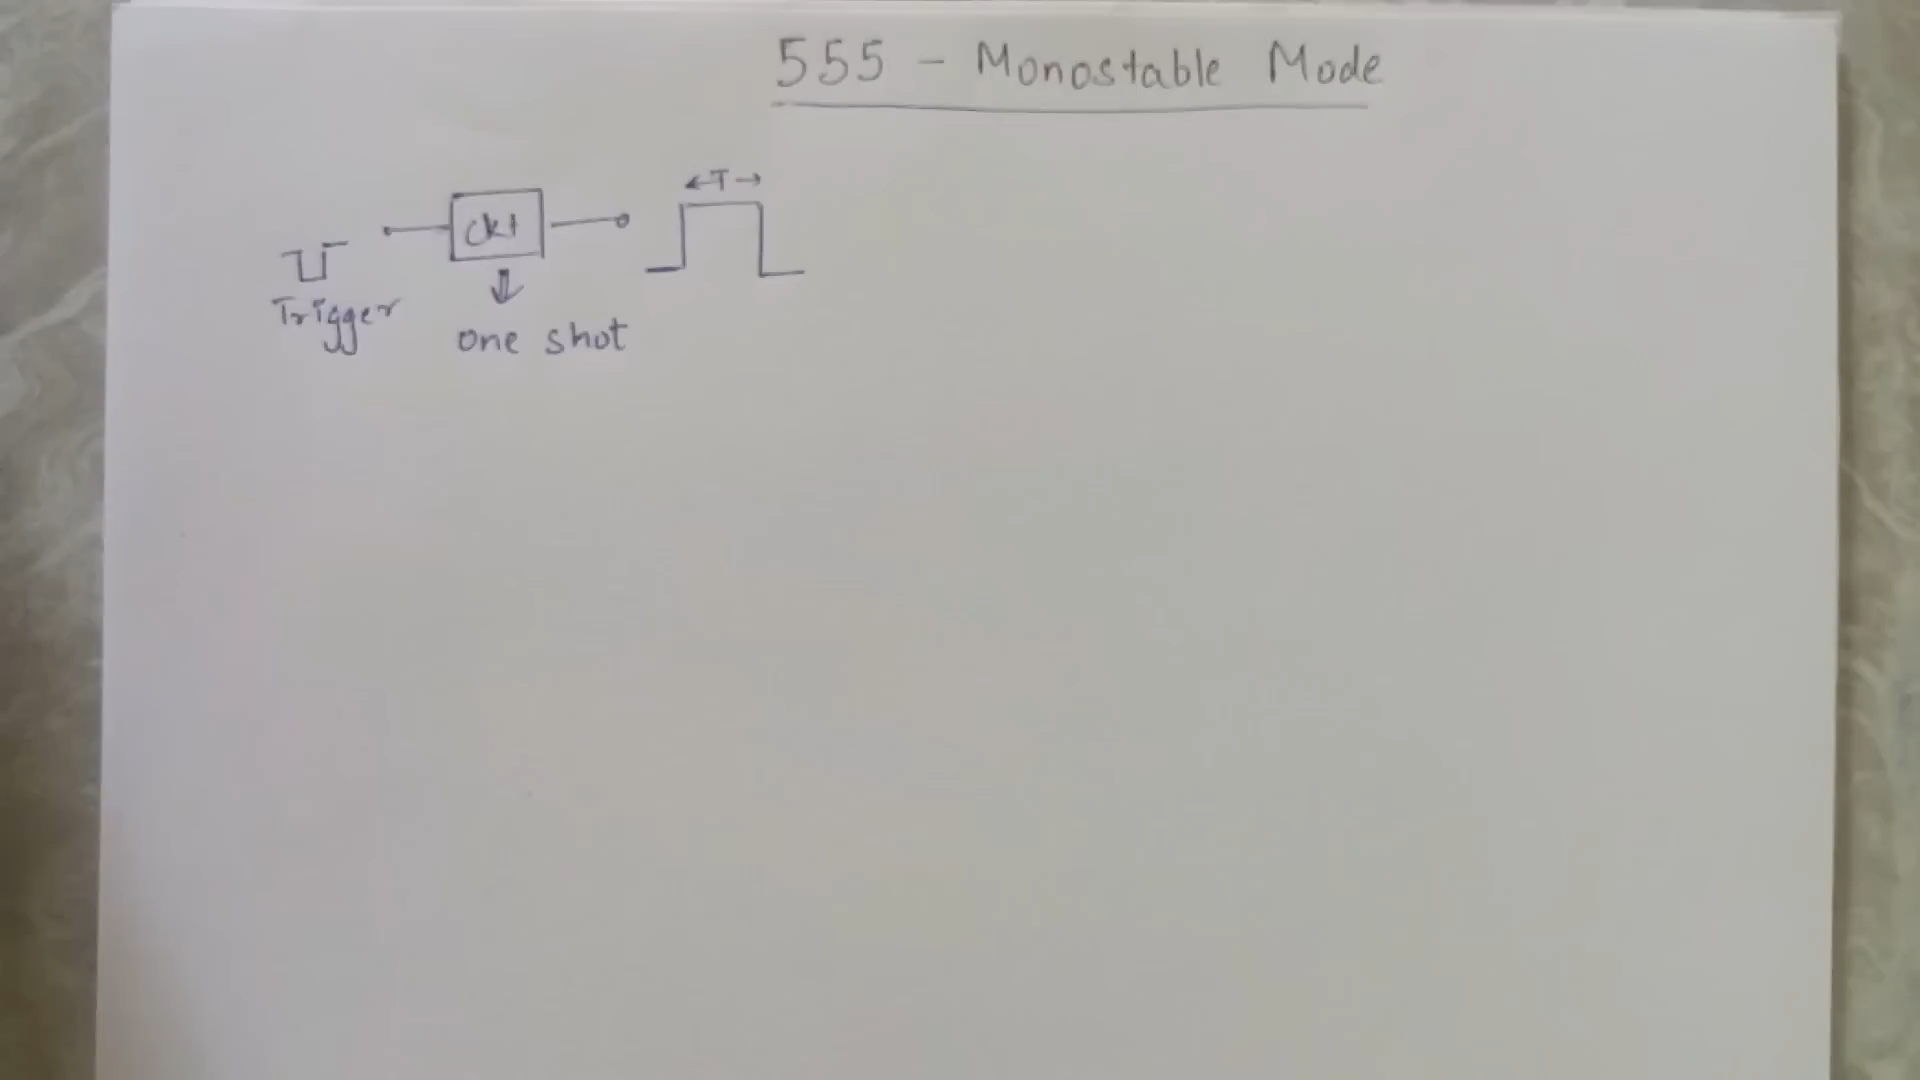 555 - Monostable Mode
←T→
ckt
Trigger
one shot